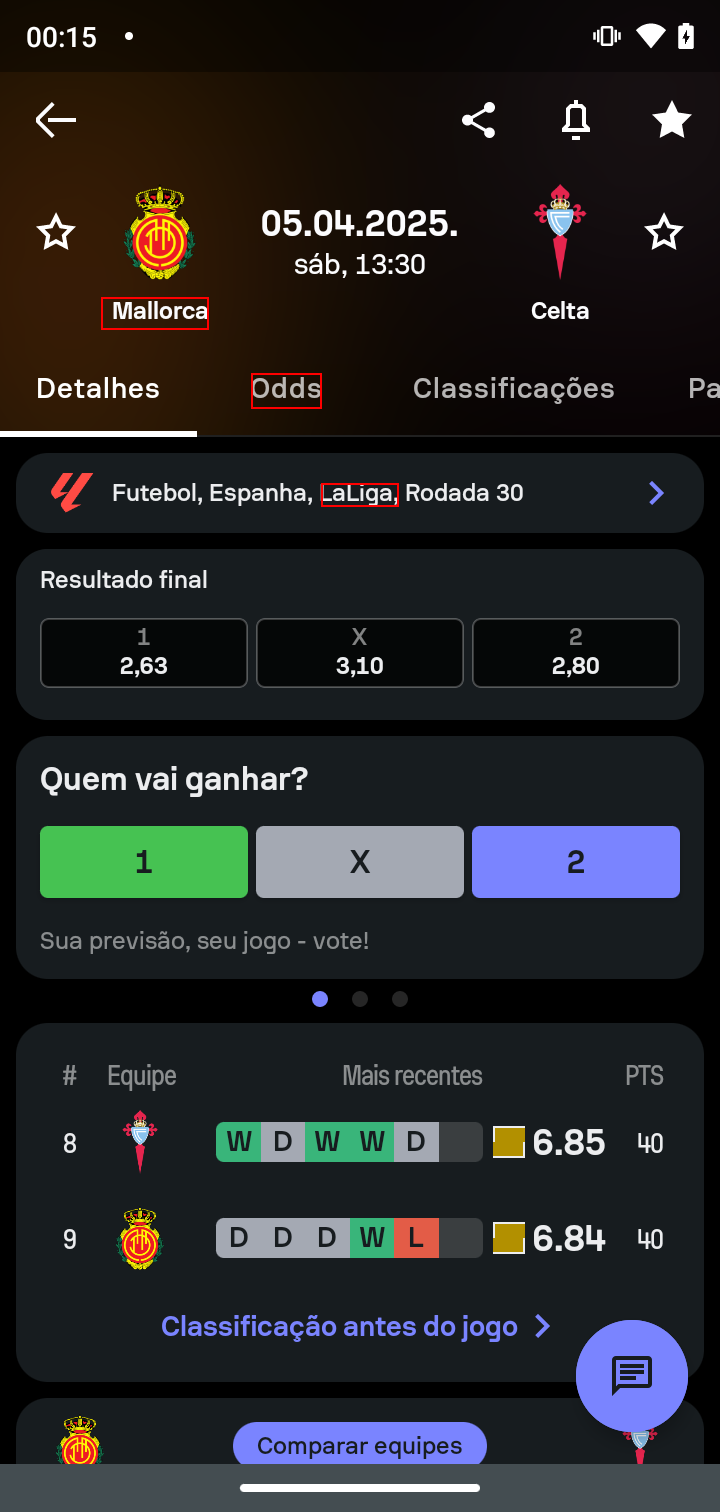 00:15
05.04.2025.
sáb, 13:30
Mallorca
Celta
Detalhes Odds Classificações Pa
Futebol, Espanha, LaLiga, Rodada 30
Resultado final
1 X 2
2,63 3,10 2,80
Quem vai ganhar?
1 X 2
Sua previsão, seu jogo - vote!
# Equipe Mais recentes PTS
8 W D W W D 6.85 40
9 D D D W L 6.84 40
Classificação antes do jogo
Comparar equipes